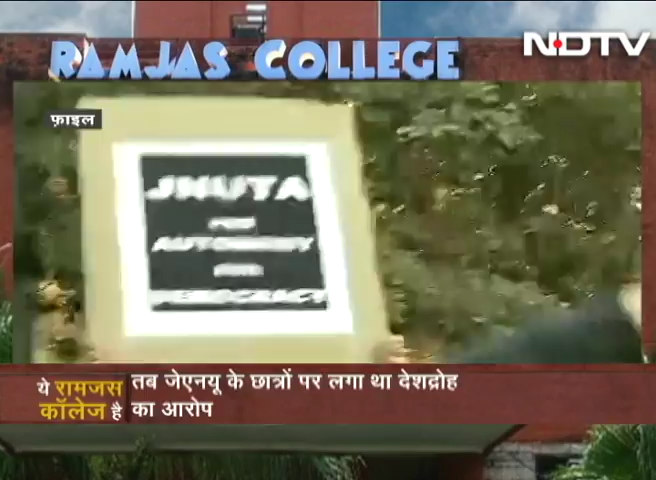 RAMJAS COLLEGE
NDTV
फ़ाइल
JNUTA
FOR
AUTONOMY
AND
DEMOCRACY
ये रामजस
कॉलेज है
तब जेएनयू के छात्रों पर लगा था देशद्रोह
का आरोप